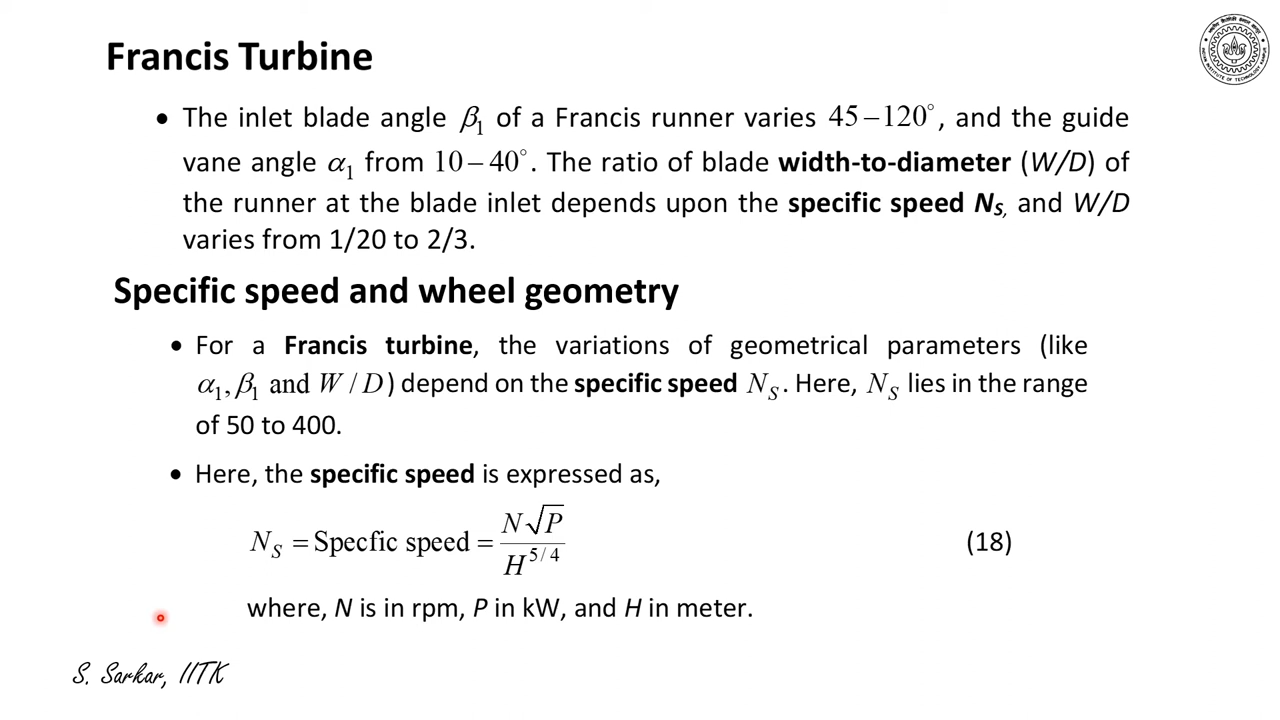 Francis Turbine
• The inlet blade angle β₁ of a Francis runner varies 45 – 120°, and the guide
vane angle α₁ from 10 – 40°. The ratio of blade width-to-diameter (W/D) of
the runner at the blade inlet depends upon the specific speed Nₛ, and W/D
varies from 1/20 to 2/3.
Specific speed and wheel geometry
• For a Francis turbine, the variations of geometrical parameters (like
α₁, β₁ and W / D ) depend on the specific speed N_S. Here, N_S lies in the range
of 50 to 400.
• Here, the specific speed is expressed as,
N_S = Specfic speed = N√P / H^{5/4} (18)
where, N is in rpm, P in kW, and H in meter.
S. Sarkar, IITK